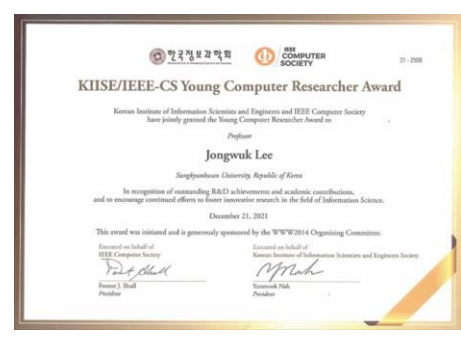 한국정보과학회
IEEE
COMPUTER
SOCIETY
21 - 2500
KIISE/IEEE-CS Young Computer Researcher Award
Korean Institute of Information Scientists and Engineers and IEEE Computer Society
have jointly granted the Young Computer Researcher Award to
Professor
Jongwuk Lee
Sungkyunkwan University, Republic of Korea
In recognition of outstanding R&D achievements and academic contributions,
and to encourage continued efforts to foster innovative research in the field of Information Science.
December 21, 2021
This award was initiated and is generously sponsored by the WWW2014 Organizing Committee.
Executed on behalf of
IEEE Computer Society
Forrest J. Shull
President
Executed on behalf of
Korean Institute of Information Scientists and Engineers Society
Yunmook Nah
President